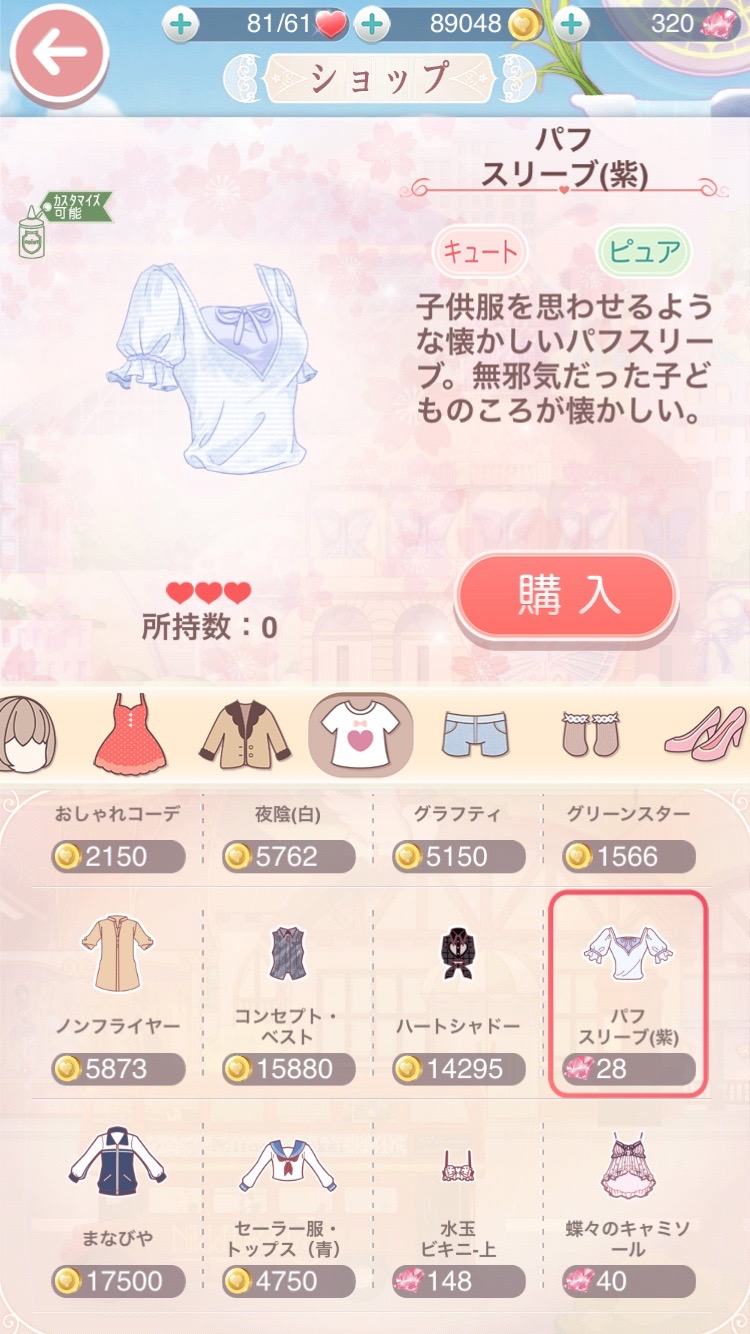 81/61
89048
320
ショップ
カスタマイズ
可能
パフ
スリーブ(紫)
キュート
ピュア
子供服を思わせるよう
な懐かしいパフスリー
ブ。無邪気だった子ど
ものころが懐かしい。
所持数：0
購入
おしゃれコーデ
夜陰(白)
グラフティ
グリーンスター
2150
5762
5150
1566
ノンフライヤー
コンセプト・
ベスト
ハートシャドー
パフ
スリーブ(紫)
5873
15880
14295
28
まなびや
セーラー服・
トップス（青）
水玉
ビキニ-上
蝶々のキャミソ
ール
17500
4750
148
40